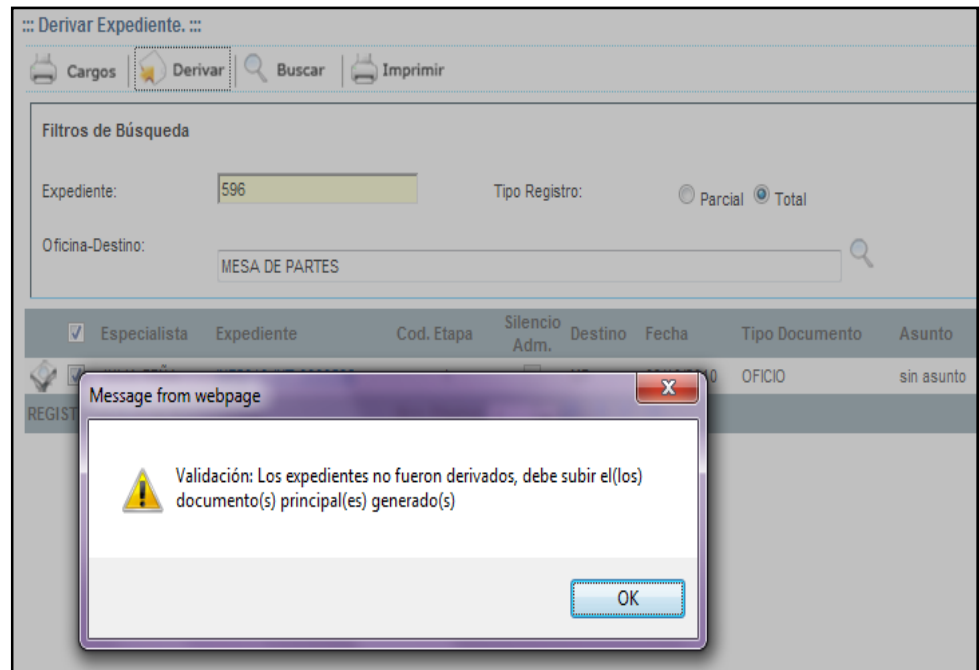 ::: Derivar Expediente. :::
Cargos Derivar Buscar Imprimir
Filtros de Búsqueda
Expediente: 596 Tipo Registro: Parcial Total
Oficina-Destino:
MESA DE PARTES
Especialista Expediente Cod. Etapa Silencio Adm. Destino Fecha Tipo Documento Asunto
OFICIO sin asunto
REGIST
Message from webpage
Validación: Los expedientes no fueron derivados, debe subir el(los)
documento(s) principal(es) generado(s)
OK